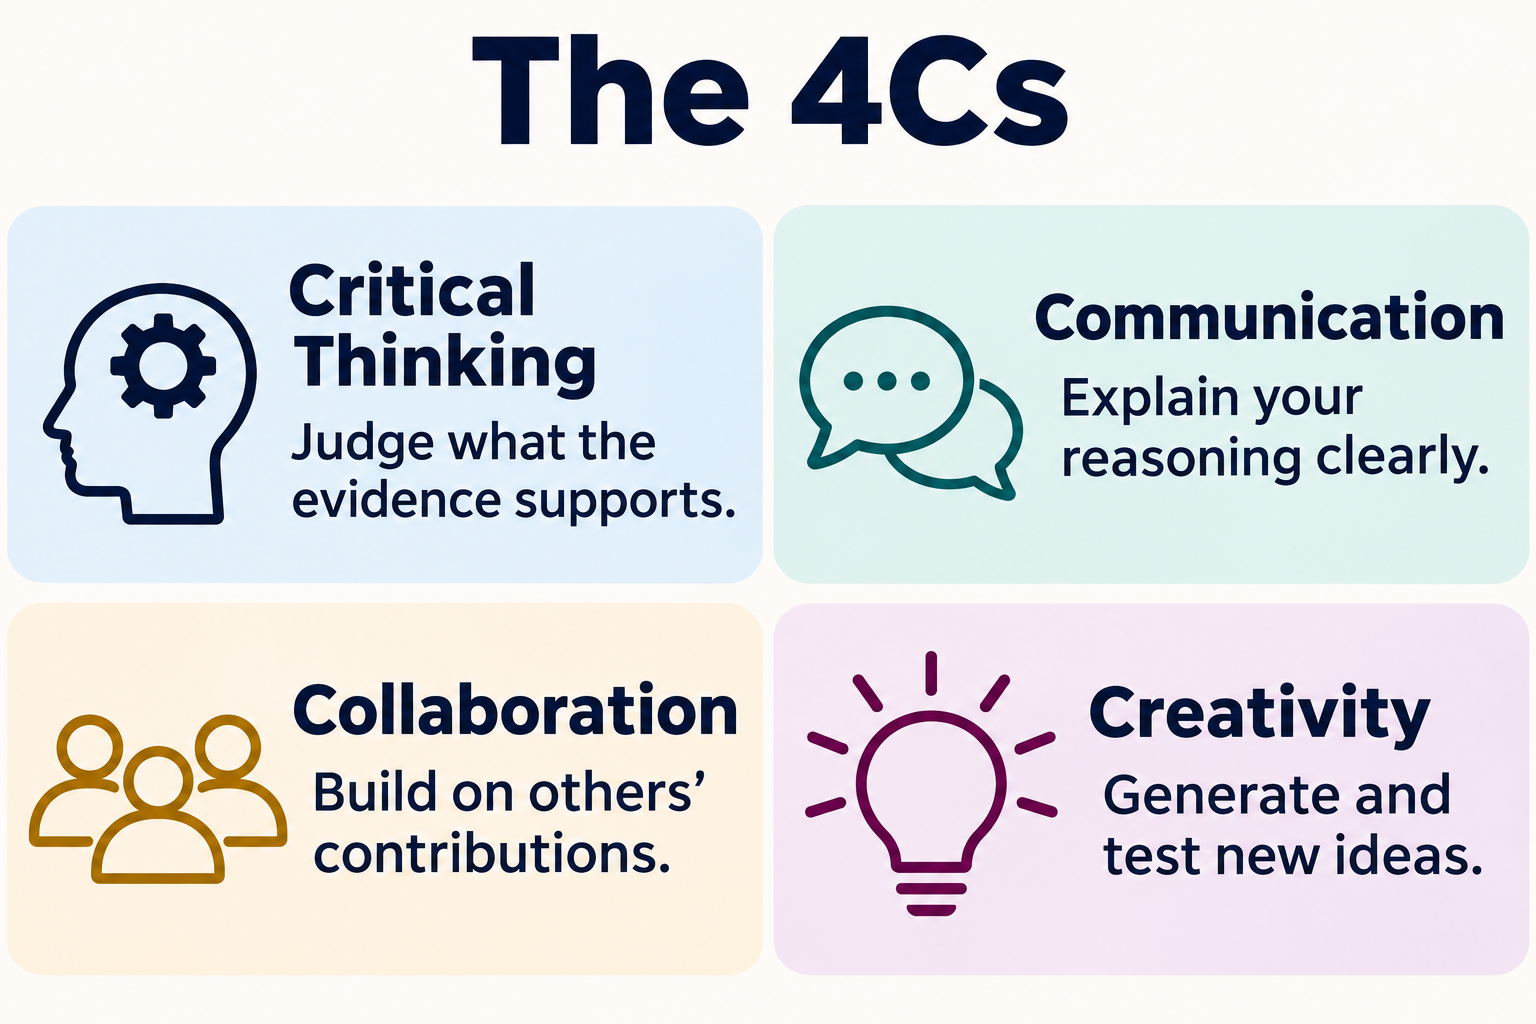 The 4Cs
Critical
Thinking
Judge what the
evidence supports.
Communication
Explain your
reasoning clearly.
Collaboration
Build on others’
contributions.
Creativity
Generate and
test new ideas.